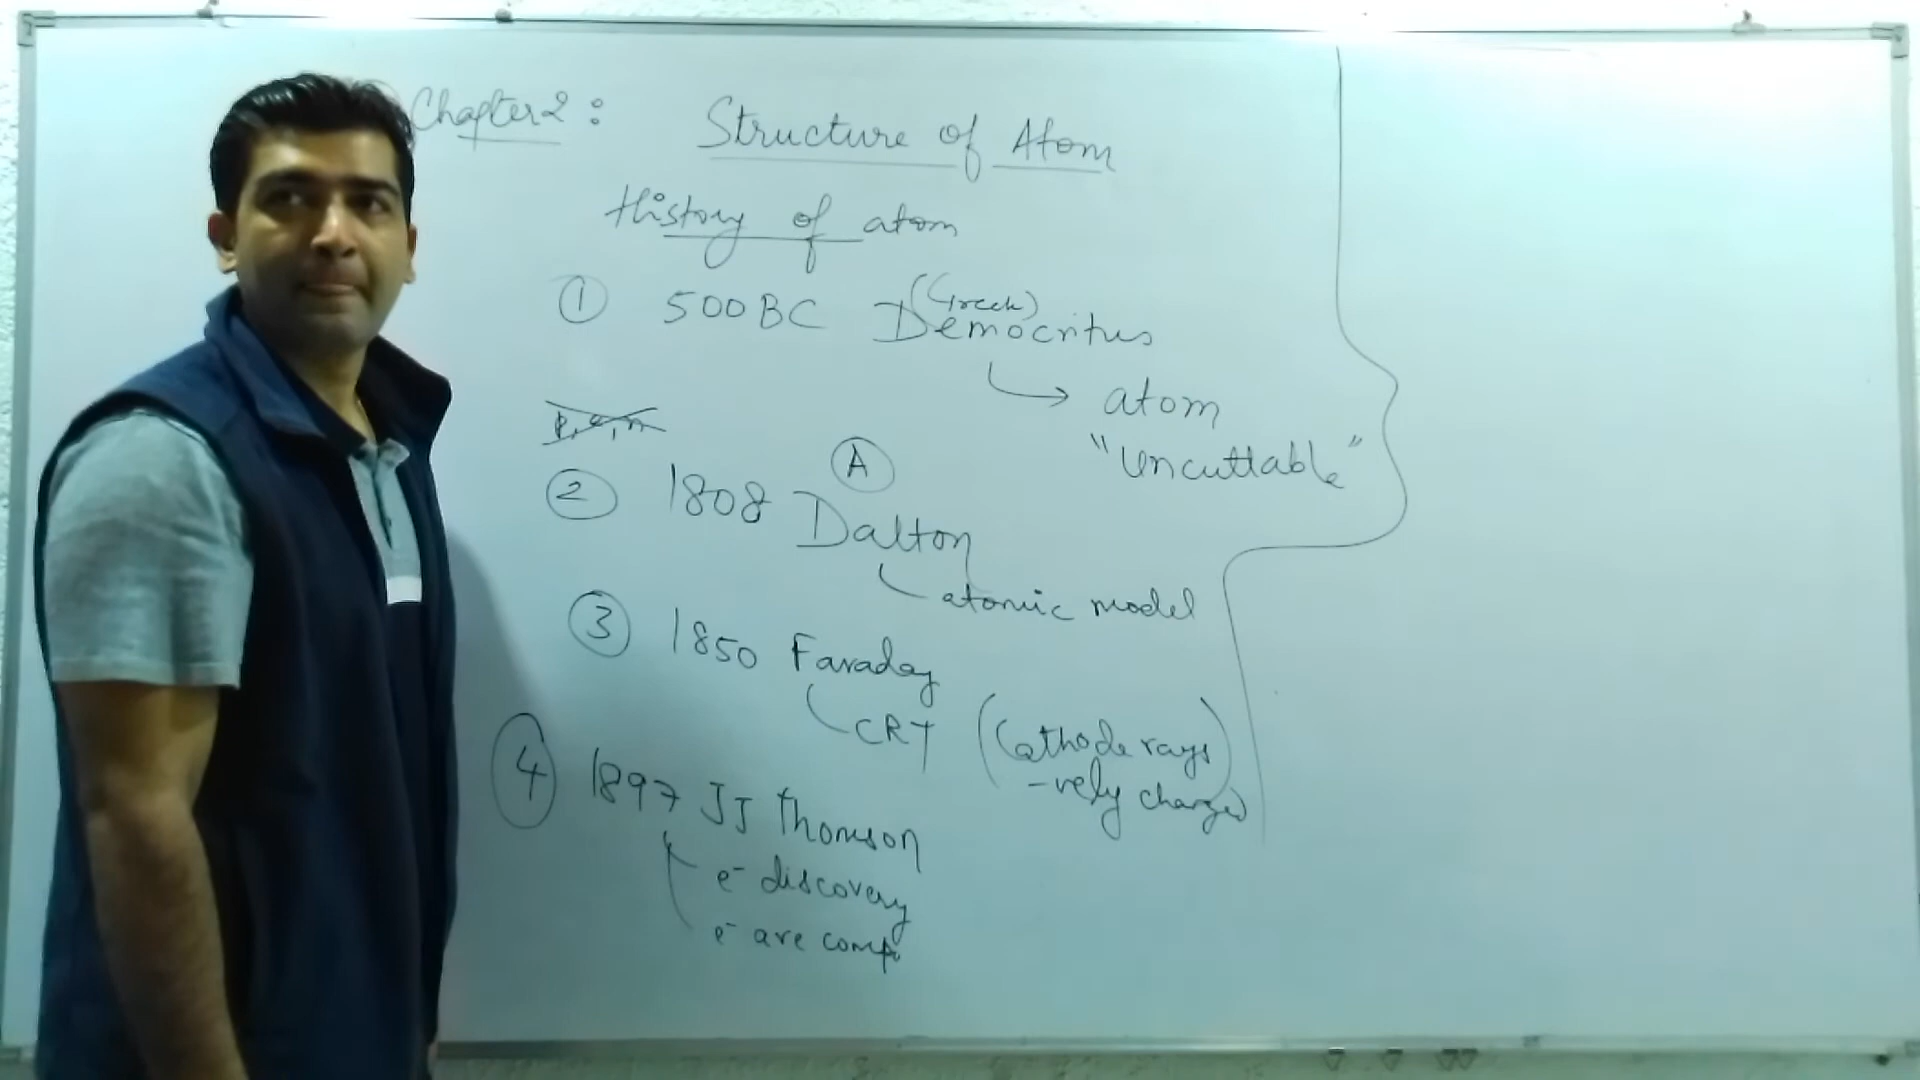 Chapter 2 : Structure of Atom
History of atom
① 500 BC Democritus
(Greek)
atom
"Uncuttable"
p, e, n
② 1808 Dalton
A
atomic model
③ 1850 Faraday
CRT (Cathode rays
-vely charged)
④ 1897 JJ Thomson
e⁻ discovery
e⁻ are compo